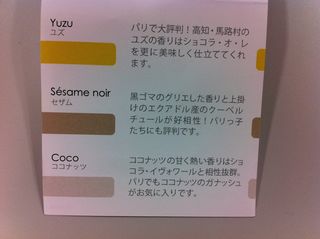 Yuzu
ユズ
パリで大評判！高知・馬路村の
ユズの香りはショコラ・オ・レ
を更に美味しく仕立ててくれ
ます。
Sésame noir
セザム
黒ゴマのグリエした香りと上掛
けのエクアドル産のクーベル
チュールが好相性！パリっ子
たちにも評判です。
Coco
ココナッツ
ココナッツの甘く熱い香りはショ
コラ・イヴォワールと相性抜群。
パリでもココナッツのガナッシュ
がお気に入りです。